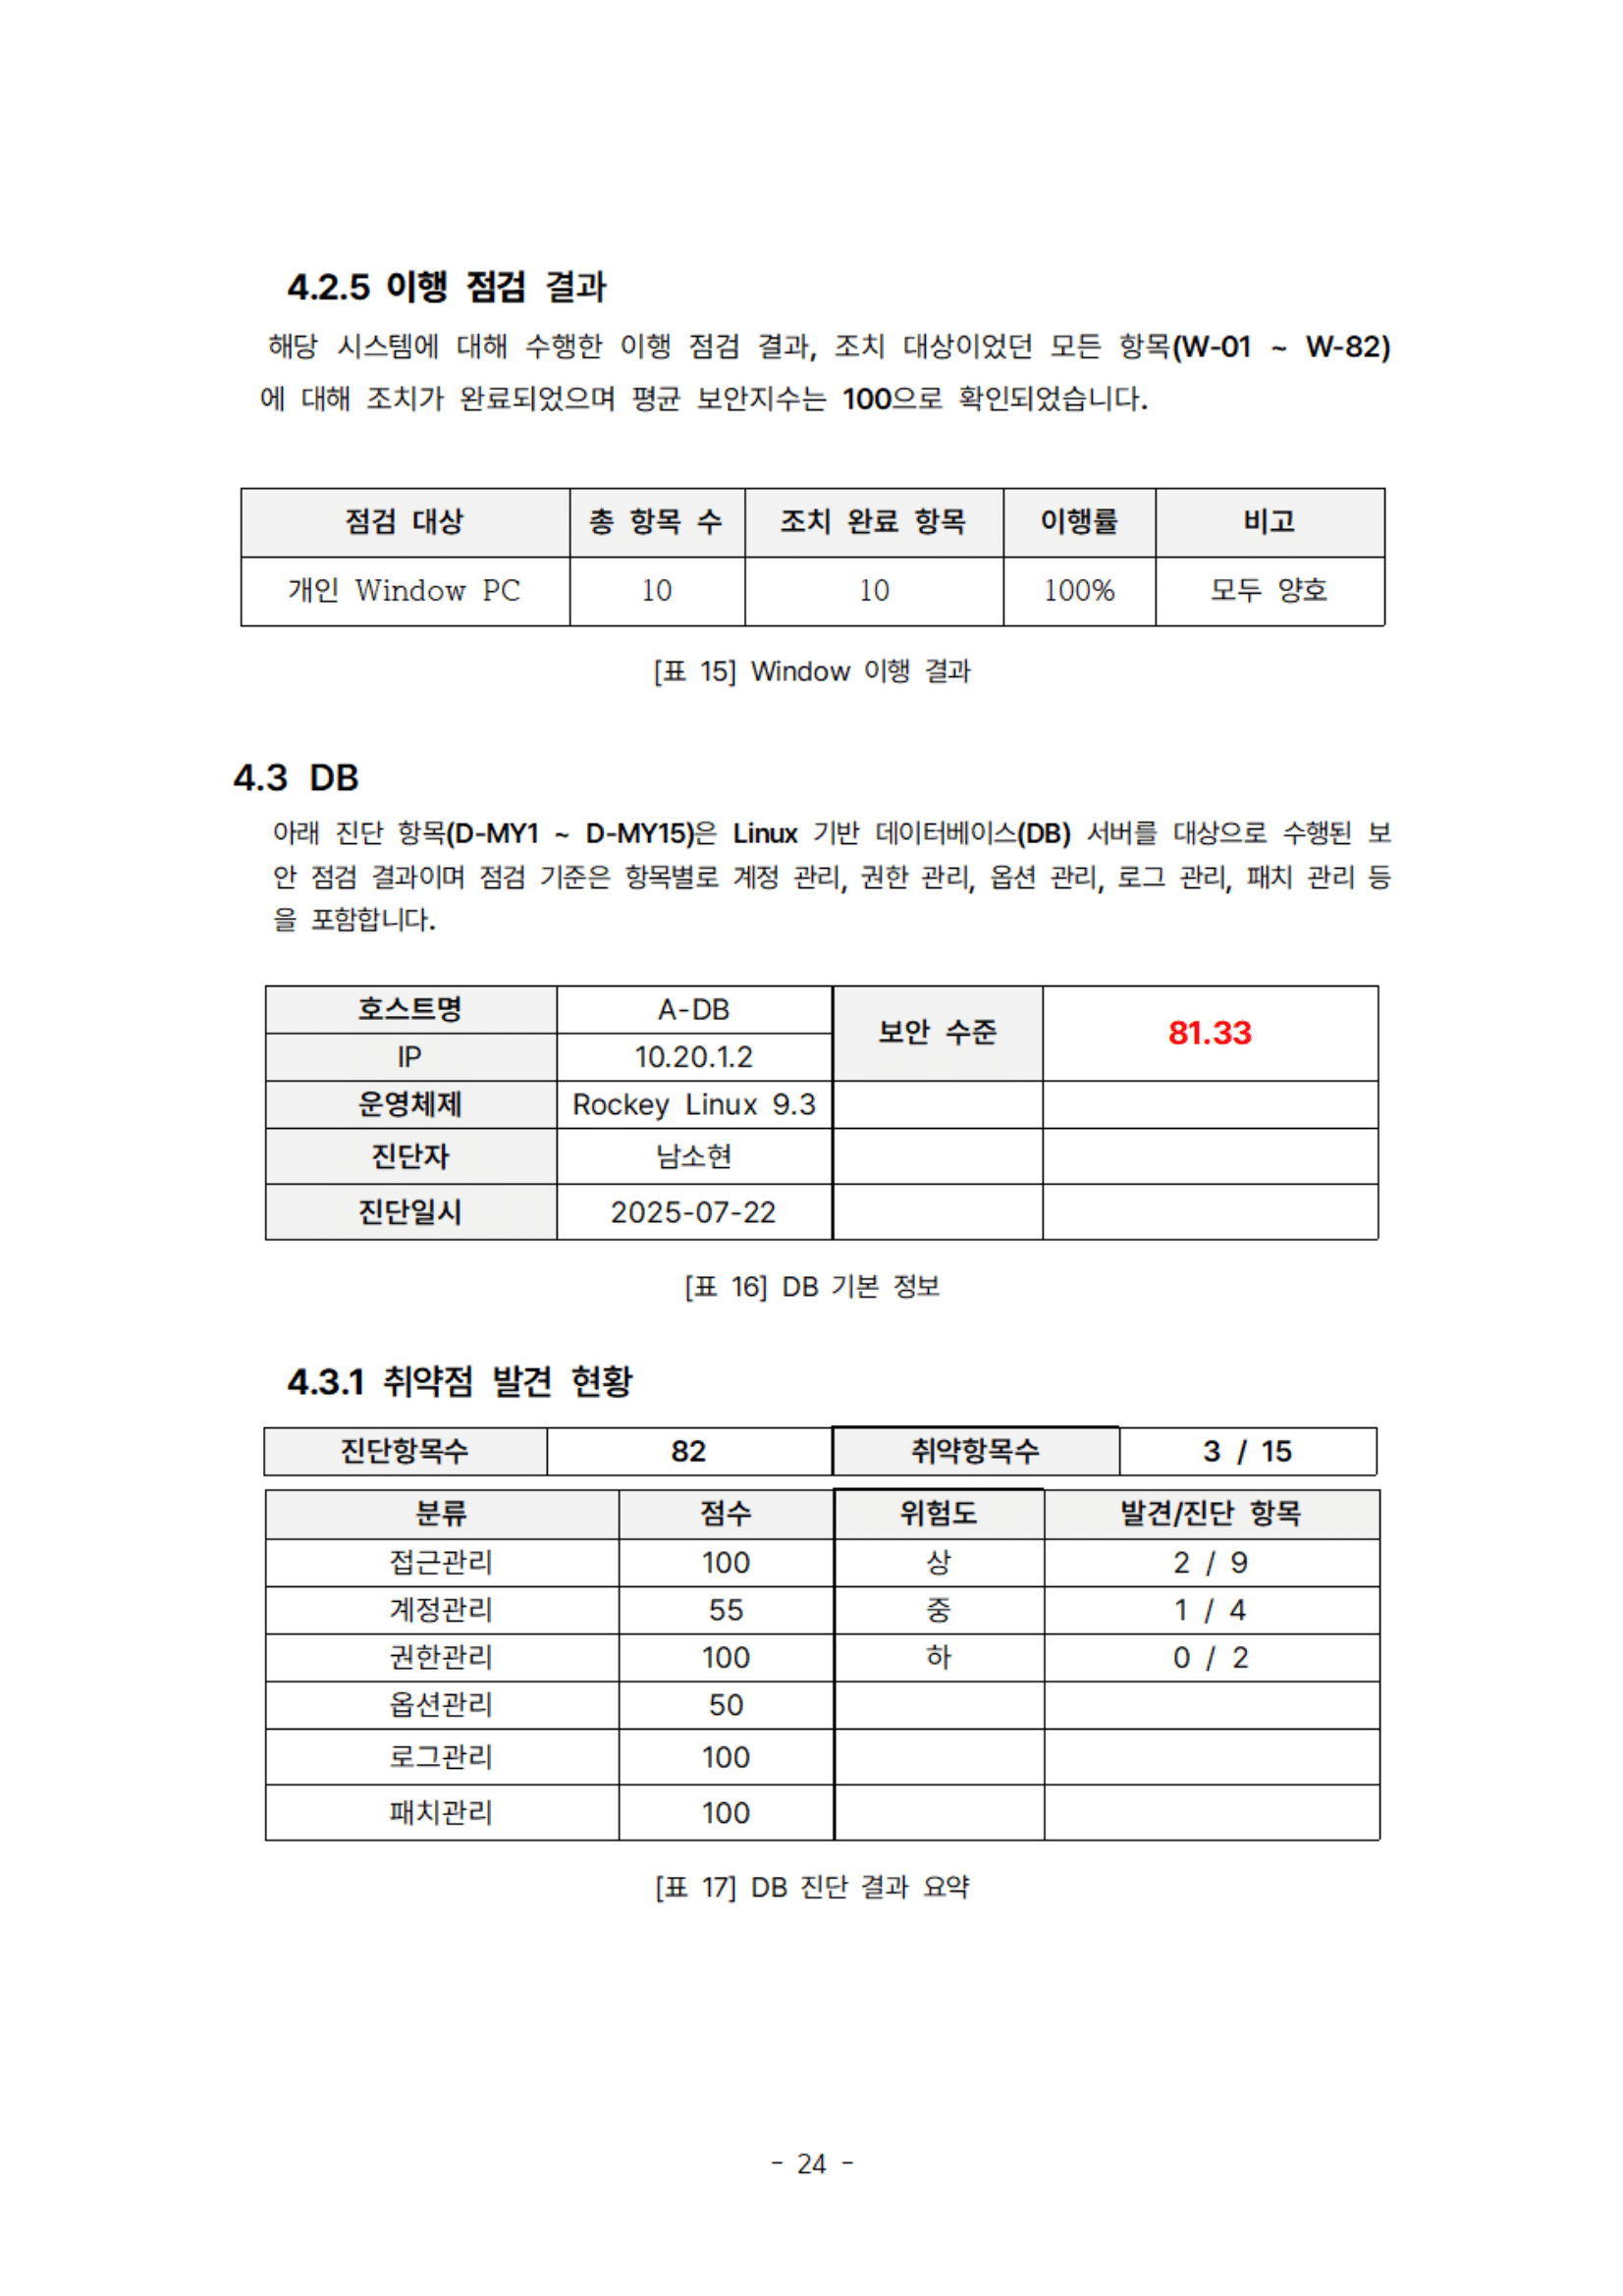 4.2.5 이행 점검 결과
해당 시스템에 대해 수행한 이행 점검 결과, 조치 대상이었던 모든 항목(W-01 ~ W-82)
에 대해 조치가 완료되었으며 평균 보안지수는 100으로 확인되었습니다.
점검 대상 총 항목 수 조치 완료 항목 이행률 비고
개인 Window PC 10 10 100% 모두 양호
[표 15] Window 이행 결과
4.3 DB
아래 진단 항목(D-MY1 ~ D-MY15)은 Linux 기반 데이터베이스(DB) 서버를 대상으로 수행된 보
안 점검 결과이며 점검 기준은 항목별로 계정 관리, 권한 관리, 옵션 관리, 로그 관리, 패치 관리 등
을 포함합니다.
호스트명 A-DB 보안 수준 81.33
IP 10.20.1.2
운영체제 Rockey Linux 9.3
진단자 남소현
진단일시 2025-07-22
[표 16] DB 기본 정보
4.3.1 취약점 발견 현황
진단항목수 82 취약항목수 3 / 15
분류 점수 위험도 발견/진단 항목
접근관리 100 상 2 / 9
계정관리 55 중 1 / 4
권한관리 100 하 0 / 2
옵션관리 50
로그관리 100
패치관리 100
[표 17] DB 진단 결과 요약
- 24 -